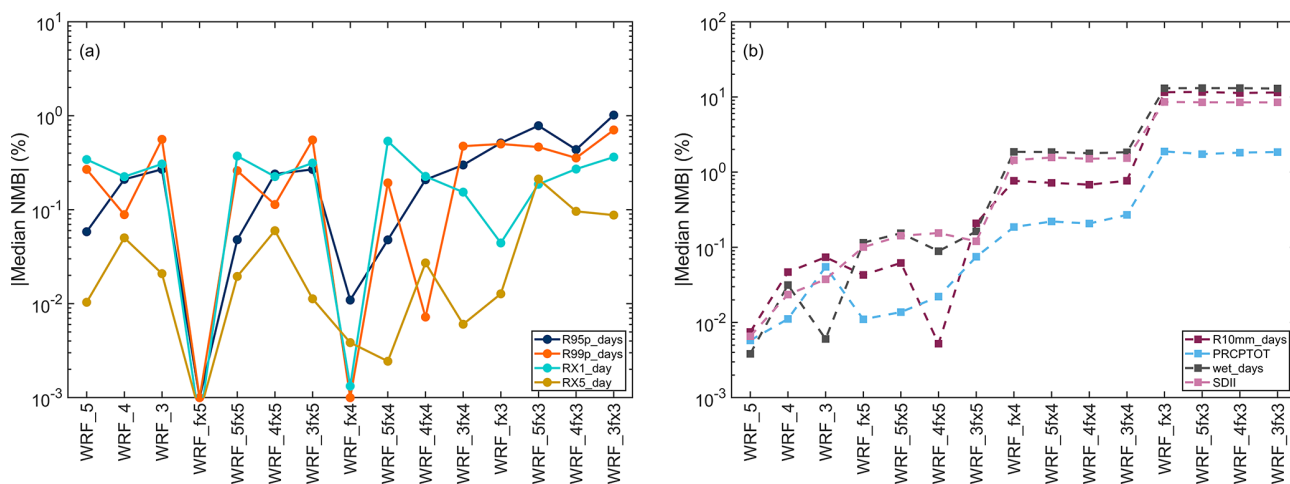 (a)
|Median NMB| (%)
10^1
10^0
10^-1
10^-2
10^-3
R95p_days
R99p_days
RX1_day
RX5_day
WRF_5
WRF_4
WRF_3
WRF_fx5
WRF_5fx5
WRF_4fx5
WRF_3fx5
WRF_fx4
WRF_5fx4
WRF_4fx4
WRF_3fx4
WRF_fx3
WRF_5fx3
WRF_4fx3
WRF_3fx3
(b)
|Median NMB| (%)
10^2
10^1
10^0
10^-1
10^-2
10^-3
R10mm_days
PRCPTOT
wet_days
SDII
WRF_5
WRF_4
WRF_3
WRF_fx5
WRF_5fx5
WRF_4fx5
WRF_3fx5
WRF_fx4
WRF_5fx4
WRF_4fx4
WRF_3fx4
WRF_fx3
WRF_5fx3
WRF_4fx3
WRF_3fx3